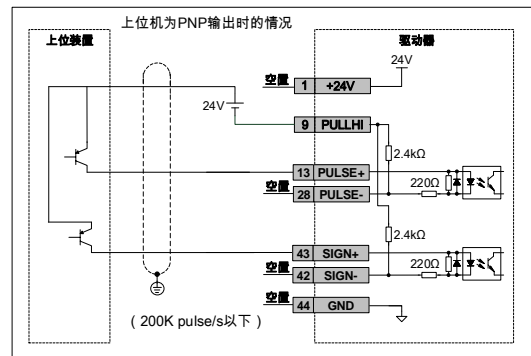 上位机为PNP输出时的情况
上位装置
驱动器
24V
空置 1 +24V
24V
9 PULLHI
2.4kΩ
13 PULSE+
空置 28 PULSE-
220Ω
2.4kΩ
43 SIGN+
空置 42 SIGN-
220Ω
空置 44 GND
（200K pulse/s以下）